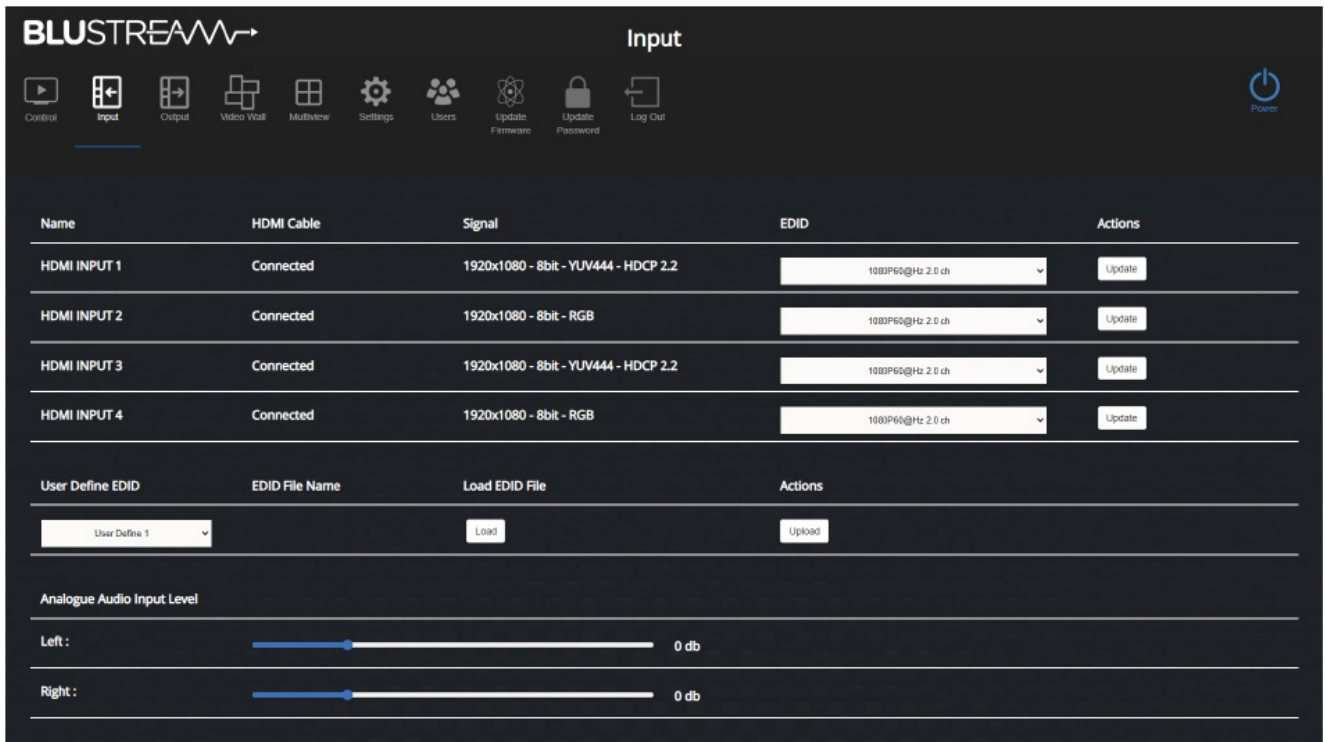 BLUSTREAM
Input
Control Input Output Video Wall Multiview Settings Users Update Firmware Update Password Log Out Power
Name HDMI Cable Signal EDID Actions
HDMI INPUT 1 Connected 1920x1080 - 8bit - YUV444 - HDCP 2.2 1080P60@Hz 2.0 ch Update
HDMI INPUT 2 Connected 1920x1080 - 8bit - RGB 1080P60@Hz 2.0 ch Update
HDMI INPUT 3 Connected 1920x1080 - 8bit - YUV444 - HDCP 2.2 1080P60@Hz 2.0 ch Update
HDMI INPUT 4 Connected 1920x1080 - 8bit - RGB 1080P60@Hz 2.0 ch Update
User Define EDID EDID File Name Load EDID File Actions
User Define 1 Load Upload
Analogue Audio Input Level
Left : 0 db
Right : 0 db